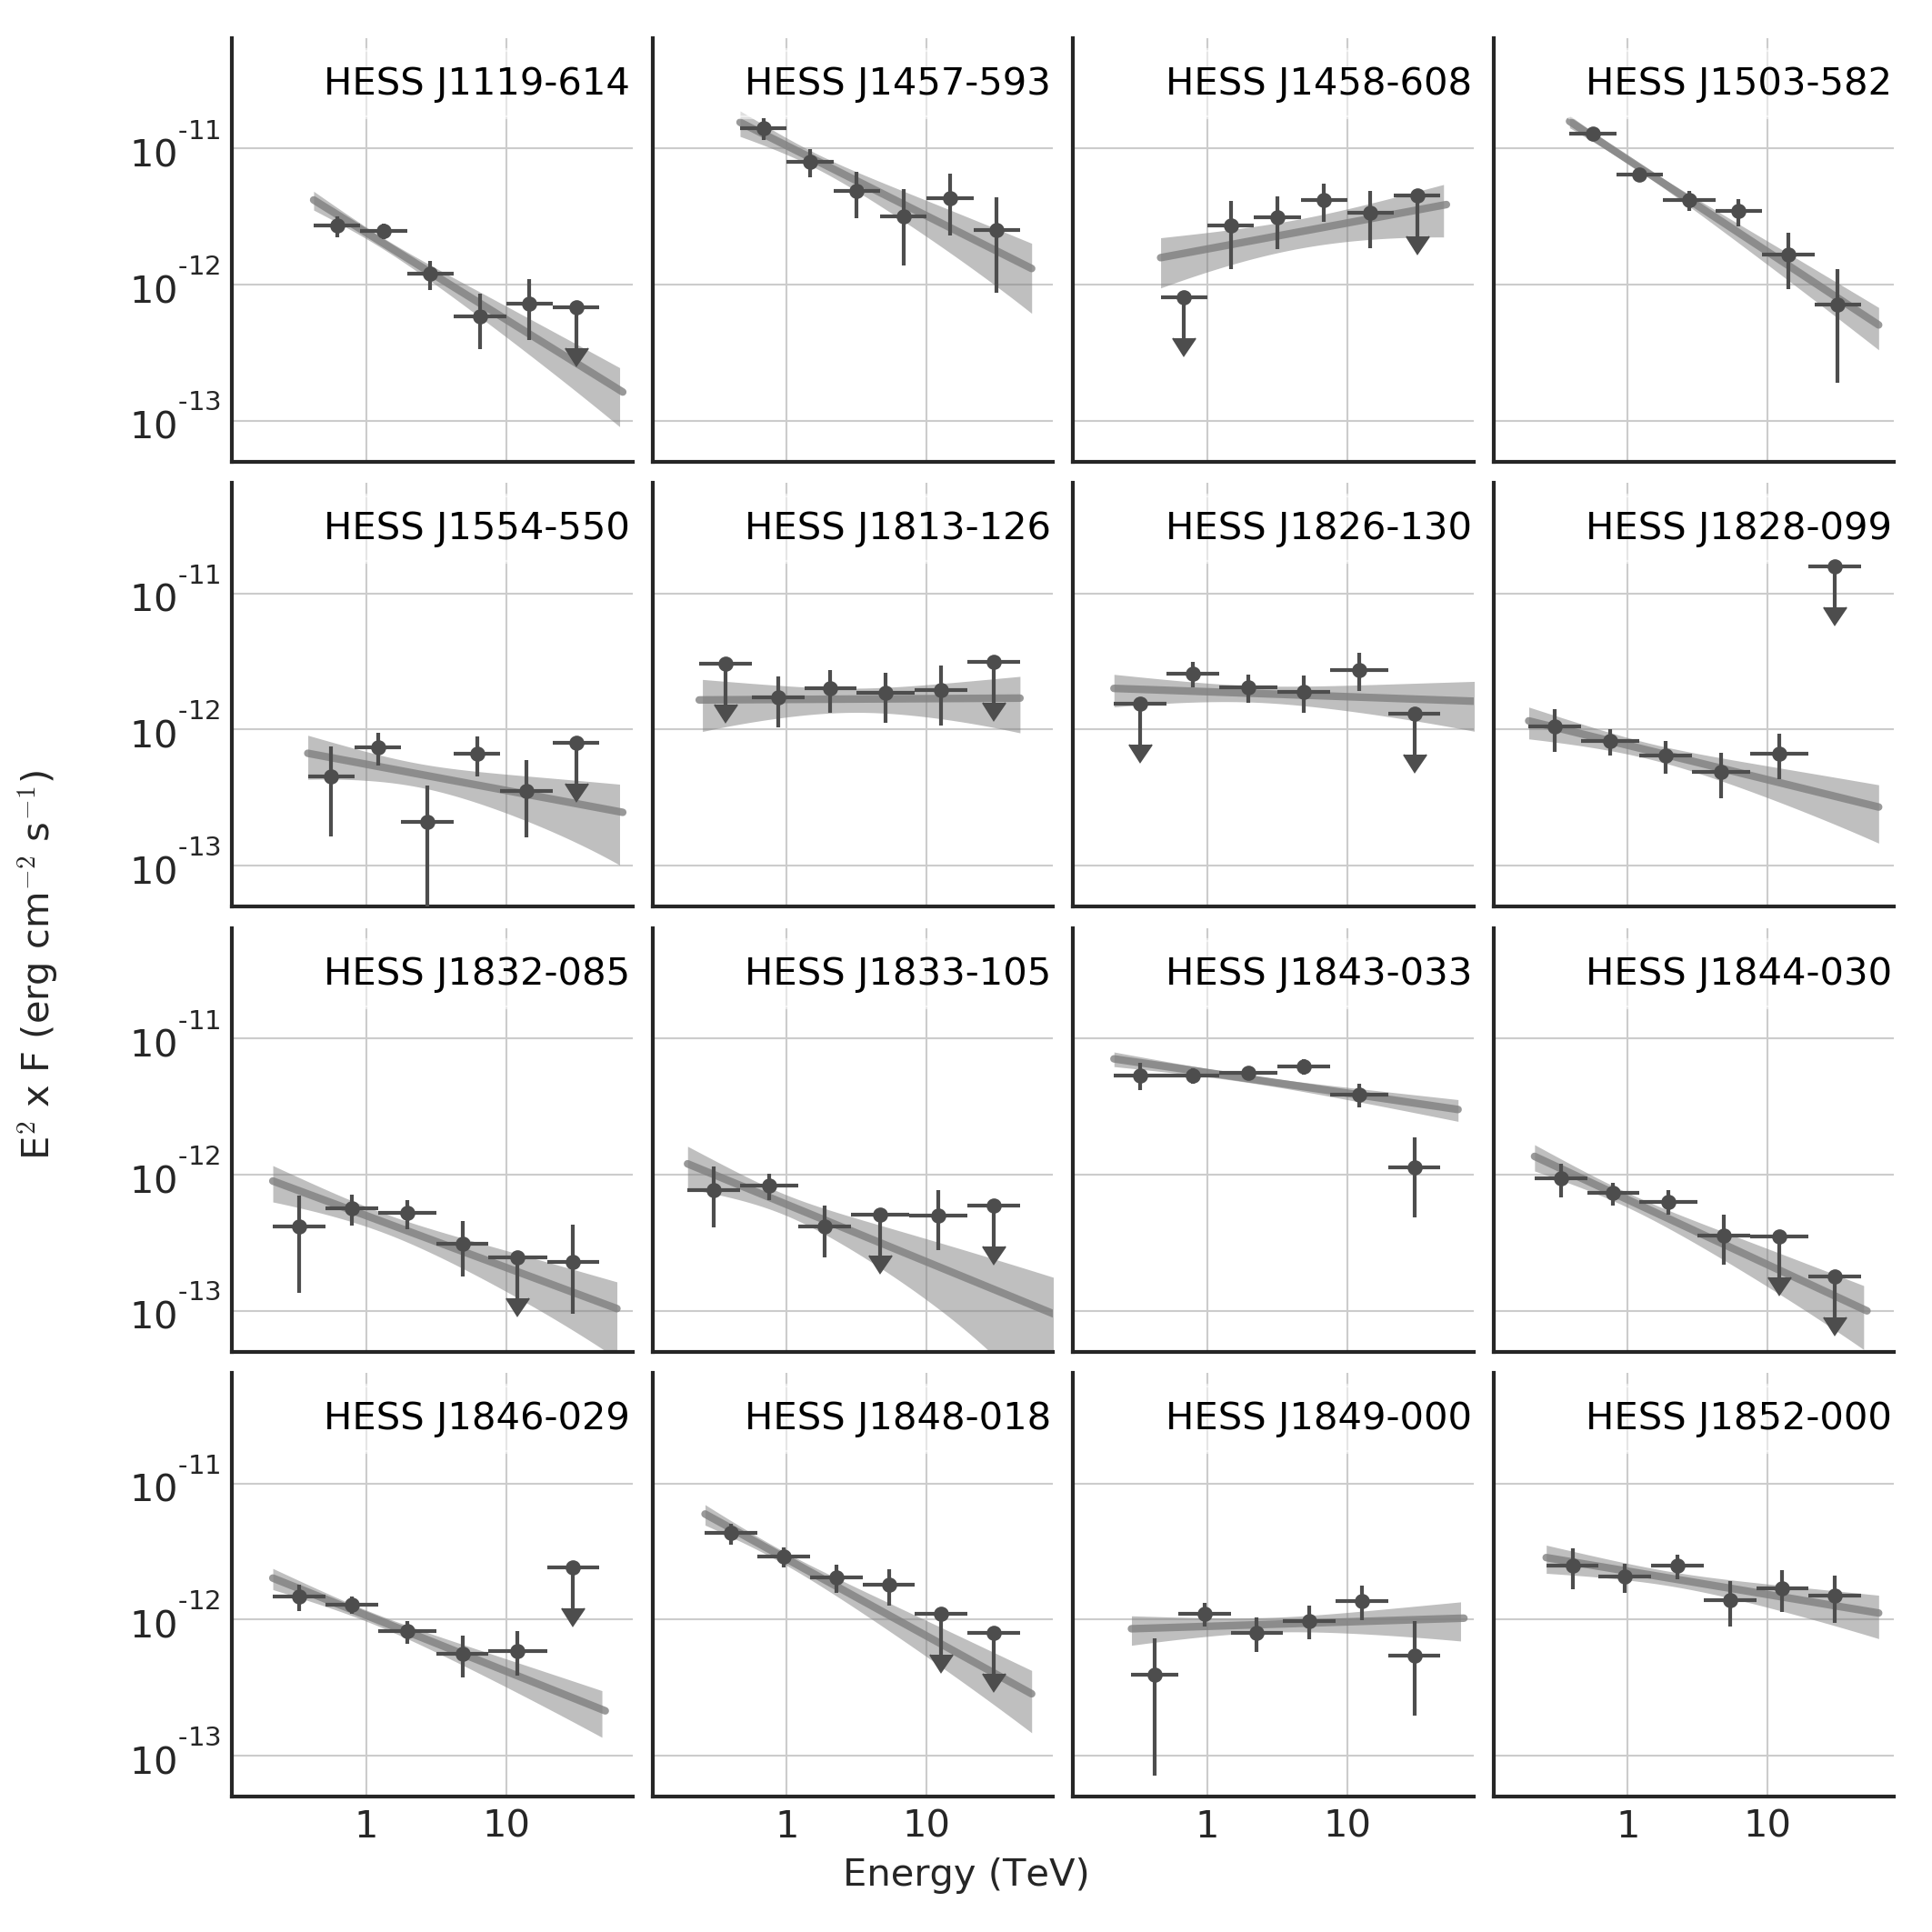 HESS J1119-614
HESS J1457-593
HESS J1458-608
HESS J1503-582
10^-11
10^-12
10^-13
HESS J1554-550
HESS J1813-126
HESS J1826-130
HESS J1828-099
10^-11
10^-12
10^-13
HESS J1832-085
HESS J1833-105
HESS J1843-033
HESS J1844-030
10^-11
10^-12
10^-13
HESS J1846-029
HESS J1848-018
HESS J1849-000
HESS J1852-000
10^-11
10^-12
10^-13
1 10 1 10 1 10 1 10
Energy (TeV)
E² x F (erg cm⁻² s⁻¹)